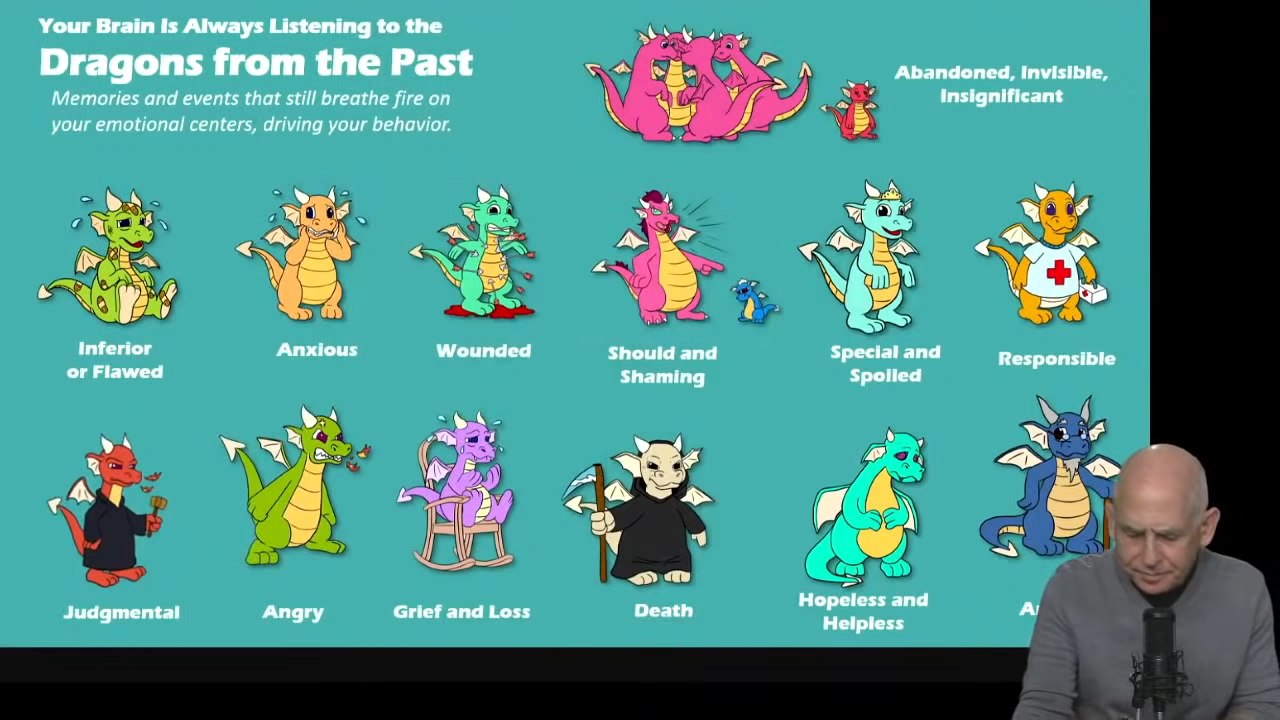 Your Brain Is Always Listening to the
Dragons from the Past
Memories and events that still breathe fire on
your emotional centers, driving your behavior.
Abandoned, Invisible,
Insignificant
Inferior
or Flawed
Anxious
Wounded
Should and
Shaming
Special and
Spoiled
Responsible
Judgmental
Angry
Grief and Loss
Death
Hopeless and
Helpless